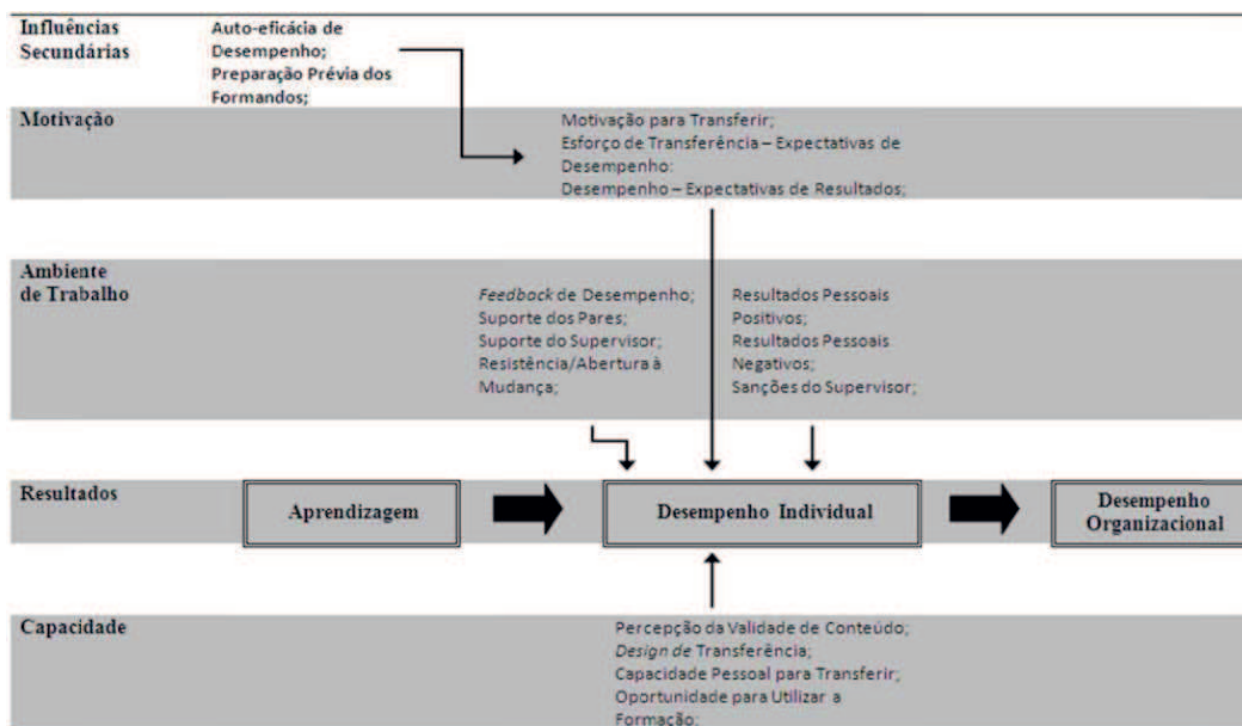 Influências
Secundárias
Auto-eficácia de
Desempenho;
Preparação Prévia dos
Formandos;
Motivação
Motivação para Transferir;
Esforço de Transferência – Expectativas de
Desempenho:
Desempenho – Expectativas de Resultados;
Ambiente
de Trabalho
Feedback de Desempenho;
Suporte dos Pares;
Suporte do Supervisor;
Resistência/Abertura à
Mudança;
Resultados Pessoais
Positivos;
Resultados Pessoais
Negativos;
Sanções do Supervisor;
Resultados
Aprendizagem
Desempenho Individual
Desempenho
Organizacional
Capacidade
Percepção da Validade de Conteúdo;
Design de Transferência;
Capacidade Pessoal para Transferir;
Oportunidade para Utilizar a
Formação;